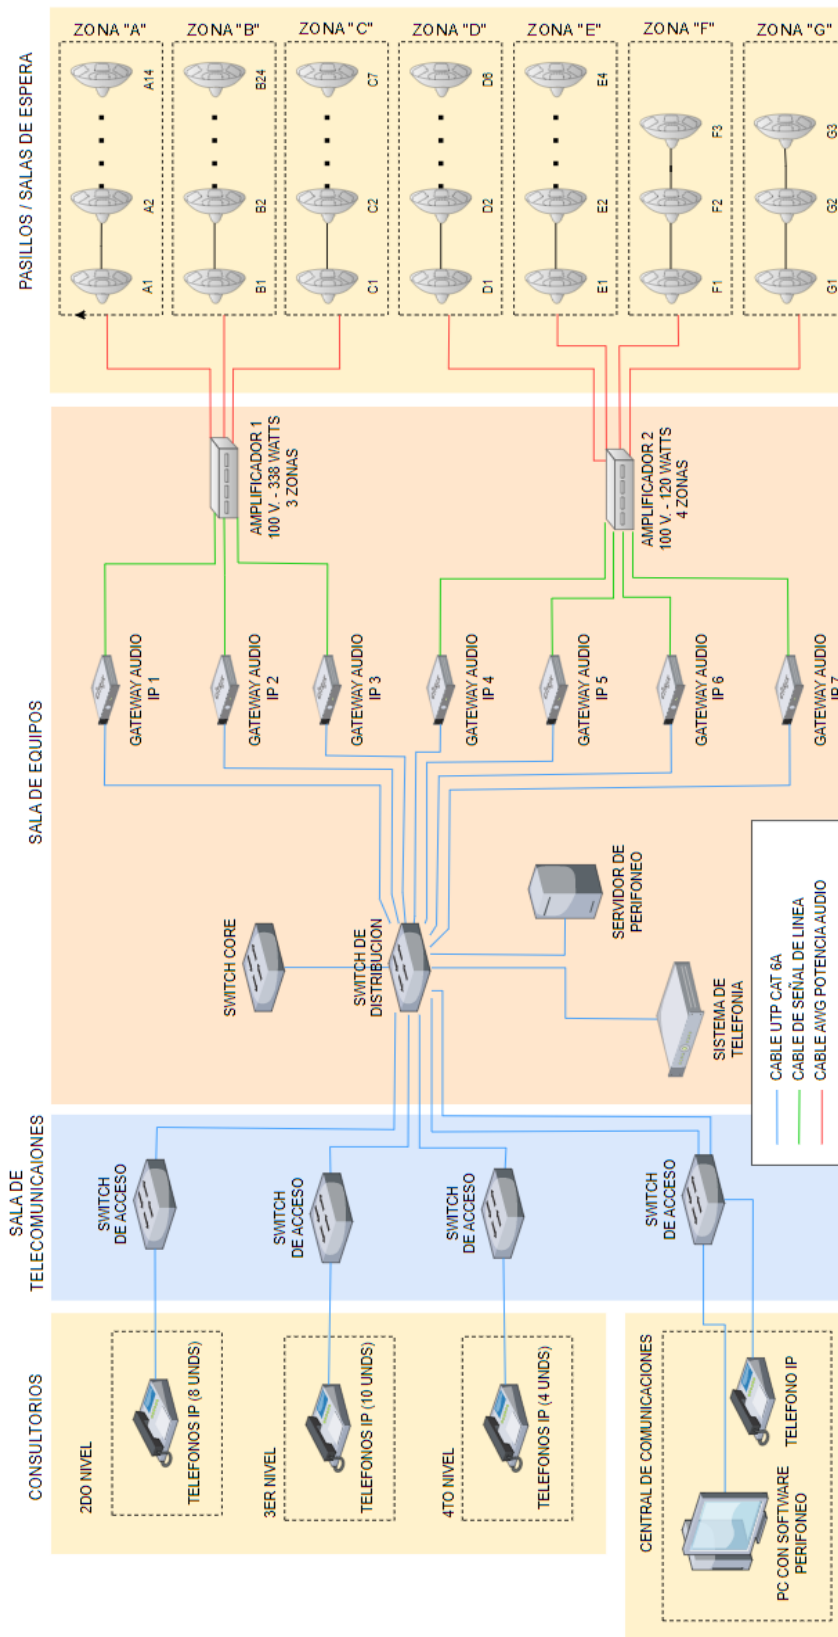 CONSULTORIOS
2DO NIVEL
TELEFONOS IP (8 UNDS)
3ER NIVEL
TELEFONOS IP (10 UNDS)
4TO NIVEL
TELEFONOS IP (4 UNDS)
CENTRAL DE COMUNICACIONES
PC CON SOFTWARE
PERIFONEO
TELEFONO IP
SALA DE
TELECOMUNICAIONES
SWITCH
DE ACCESO
SWITCH
DE ACCESO
SWITCH
DE ACCESO
SWITCH
DE ACCESO
SALA DE EQUIPOS
SWITCH CORE
SWITCH DE
DISTRIBUCION
SISTEMA DE
TELEFONIA
SERVIDOR DE
PERIFONEO
GATEWAY AUDIO
IP 1
GATEWAY AUDIO
IP 2
GATEWAY AUDIO
IP 3
GATEWAY AUDIO
IP 4
GATEWAY AUDIO
IP 5
GATEWAY AUDIO
IP 6
GATEWAY AUDIO
IP 7
AMPLIFICADOR 1
100 V. - 338 WATTS
3 ZONAS
AMPLIFICADOR 2
100 V. - 120 WATTS
4 ZONAS
CABLE UTP CAT 6A
CABLE DE SEÑAL DE LINEA
CABLE AWG POTENCIA AUDIO
PASILLOS / SALAS DE ESPERA
ZONA "A"
A1 A2 A14
ZONA "B"
B1 B2 B24
ZONA "C"
C1 C2 C7
ZONA "D"
D1 D2 D6
ZONA "E"
E1 E2 E4
ZONA "F"
F1 F2 F3
ZONA "G"
G1 G2 G3